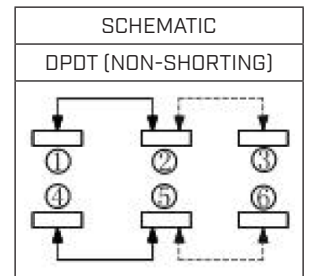 SCHEMATIC
DPDT (NON-SHORTING)
① ② ③
④ ⑤ ⑥